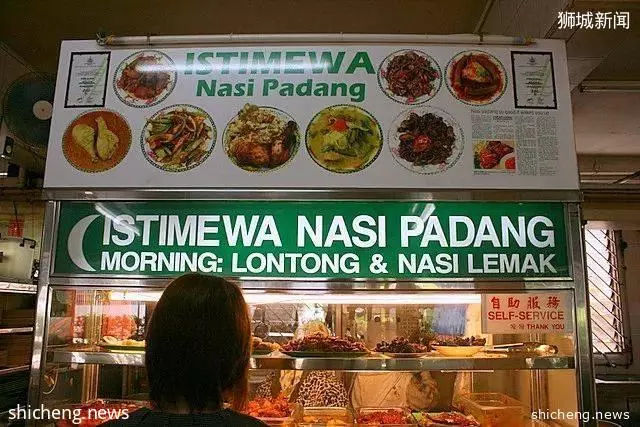 狮城新闻
ISTIMEWA
Nasi Padang
ISTIMEWA NASI PADANG
MORNING: LONTONG & NASI LEMAK
自助服務
SELF-SERVICE
THANK YOU
shicheng.news
shicheng.news